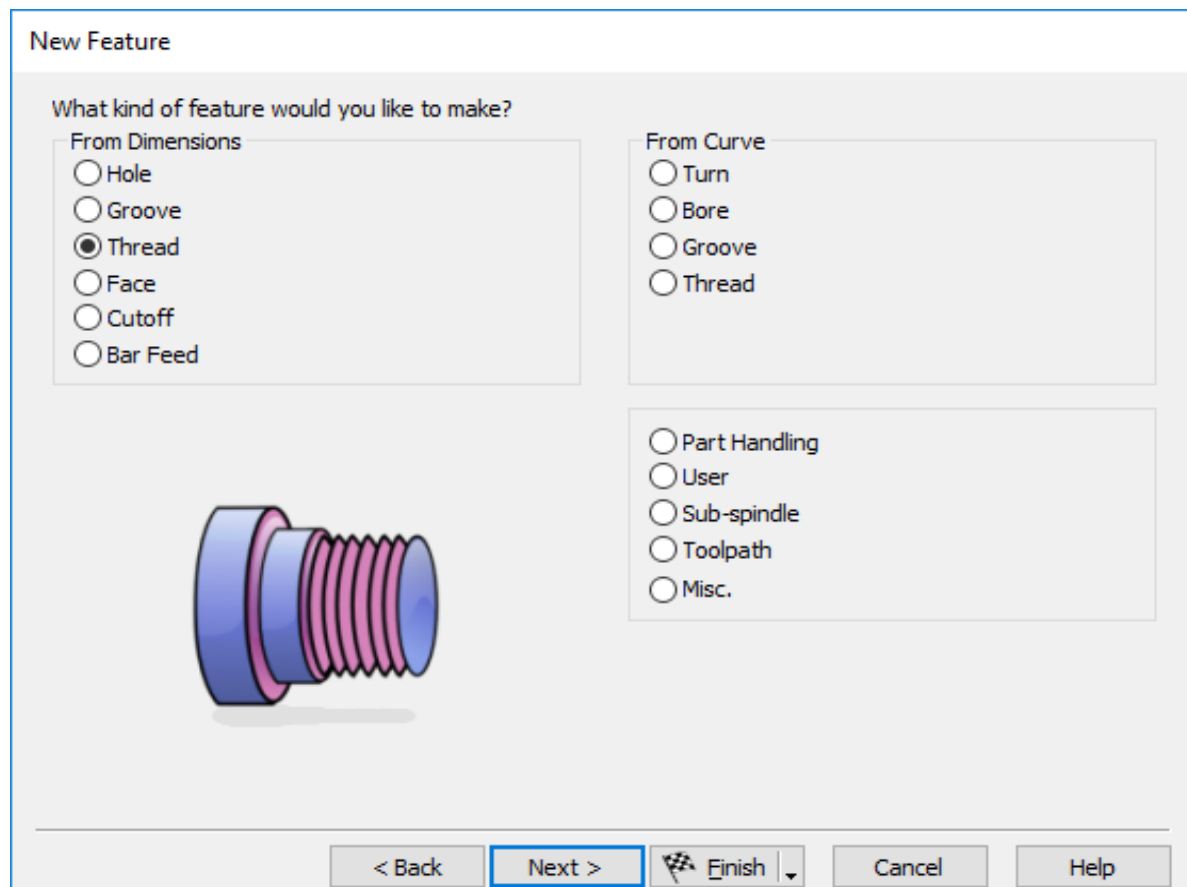 New Feature
What kind of feature would you like to make?
From Dimensions
Hole
Groove
Thread
Face
Cutoff
Bar Feed
From Curve
Turn
Bore
Groove
Thread
Part Handling
User
Sub-spindle
Toolpath
Misc.
< Back
Next >
Finish
Cancel
Help